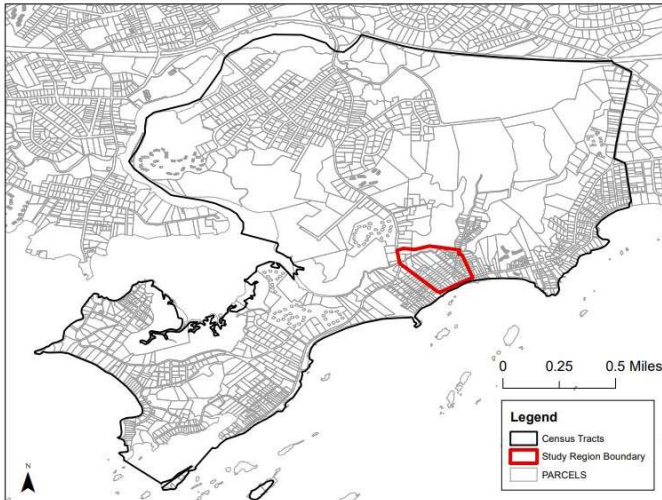 0 0.25 0.5 Miles
Legend
Census Tracts
Study Region Boundary
PARCELS
N